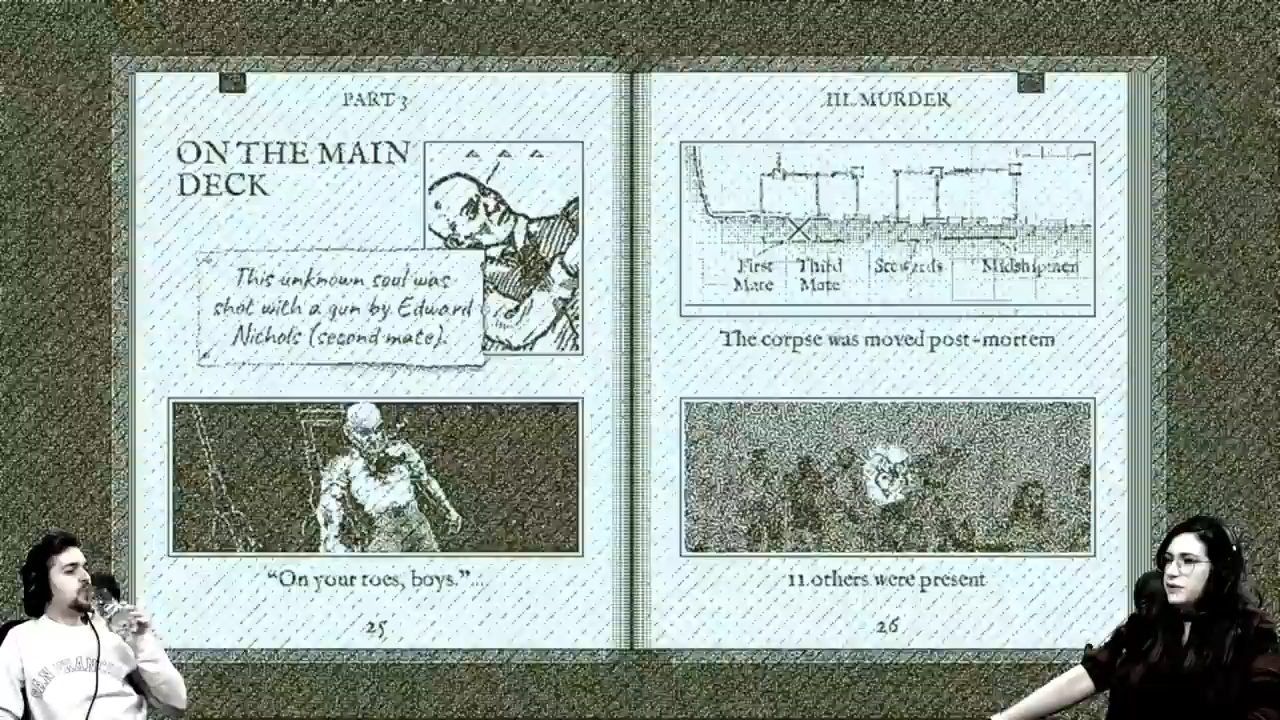 PART 3
ON THE MAIN
DECK
This unknown soul was
shot with a gun by Edward
Nichols (second mate).
"On your toes, boys."...
25
III. MURDER
First Third Stewards Midshipmen
Mate Mate
The corpse was moved post-mortem
11 others were present
26
SAN FRANC